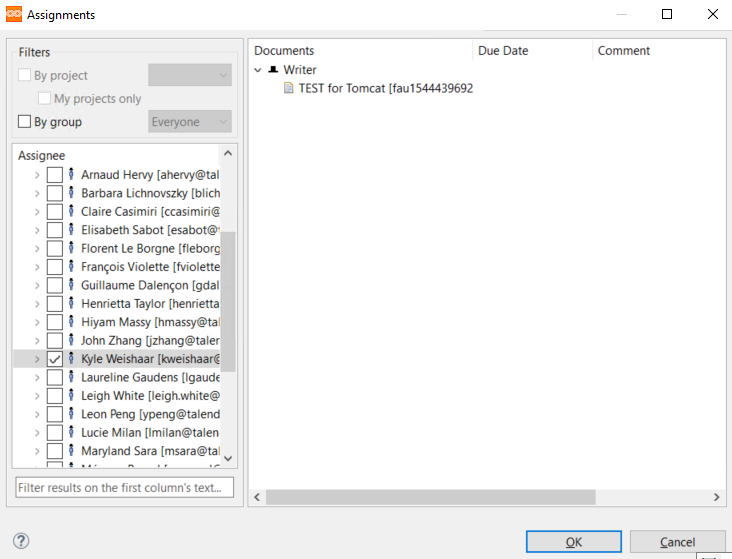 Assignments
Filters
By project
My projects only
By group
Everyone
Assignee
Arnaud Hervy [ahervy@tal
Barbara Lichnovszky [blich
Claire Casimiri [ccasimiri@
Elisabeth Sabot [esabot@t
Florent Le Borgne [fleborg
François Violette [fviolette
Guillaume Dalençon [gdal
Henrietta Taylor [henrietta
Hiyam Massy [hmassy@tal
John Zhang [jzhang@talen
Kyle Weishaar [kweishaar@
Laureline Gaudens [lgaude
Leigh White [leigh.white@
Leon Peng [ypeng@talend
Lucie Milan [lmilan@talen
Maryland Sara [msara@tal
Filter results on the first column's text...
Documents Due Date Comment
Writer
TEST for Tomcat [fau1544439692
OK Cancel